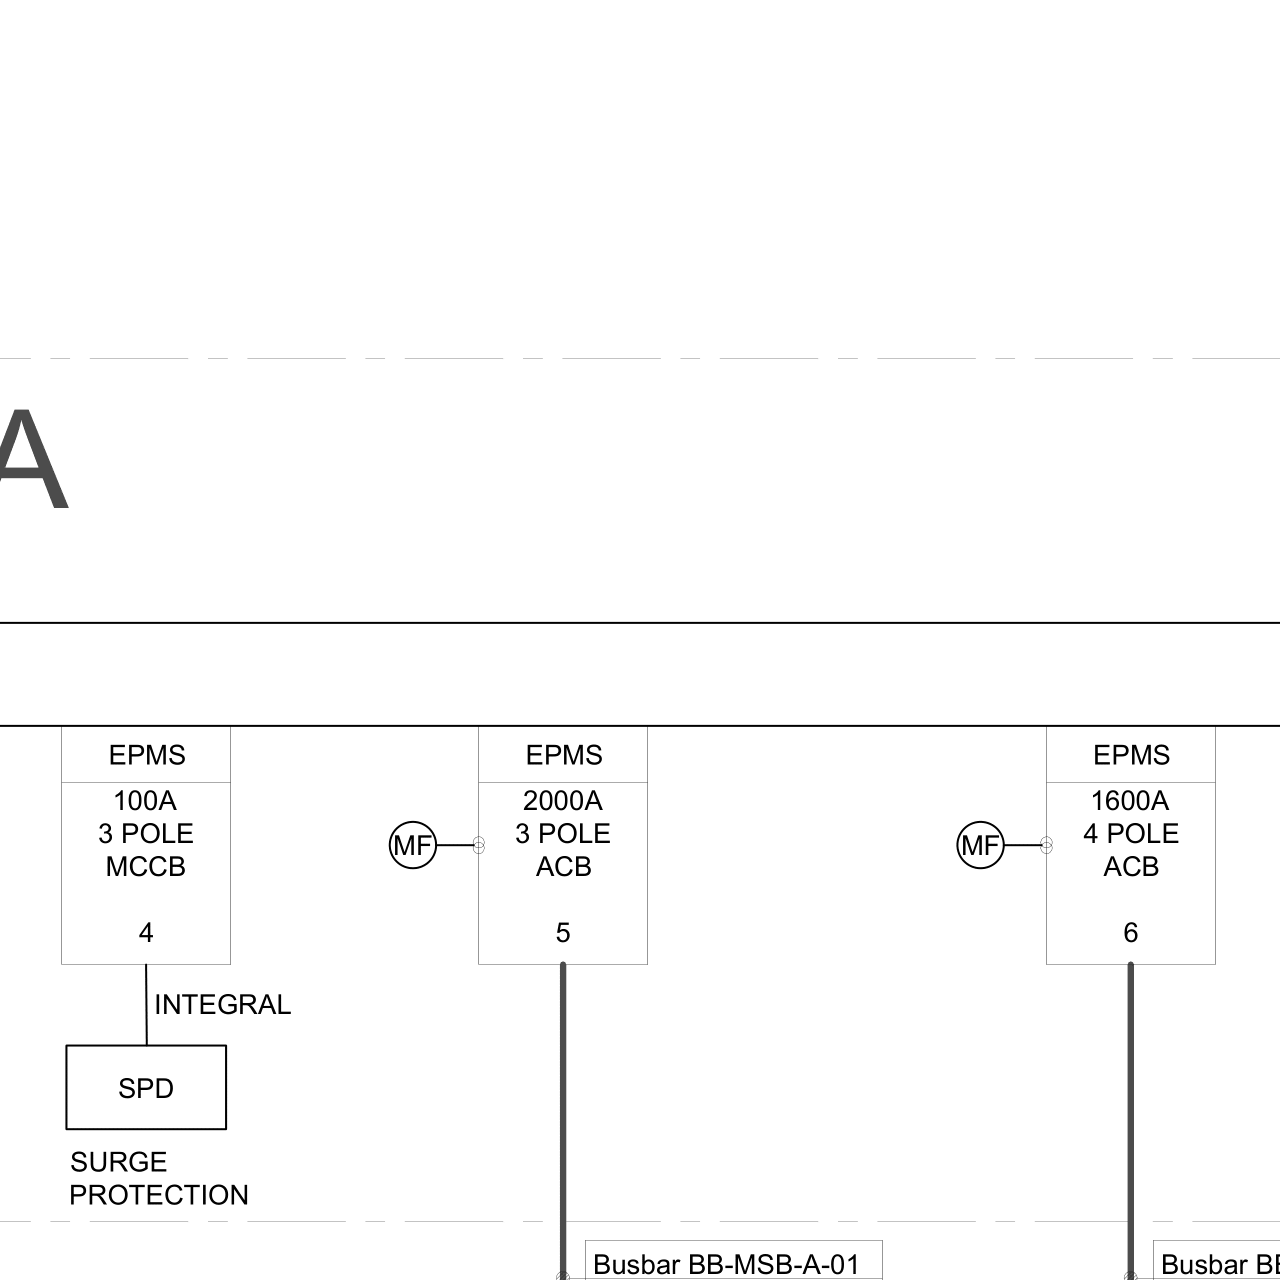 A
EPMS
100A
3 POLE
MCCB
4
INTEGRAL
SPD
SURGE
PROTECTION
MF
EPMS
2000A
3 POLE
ACB
5
Busbar BB-MSB-A-01
MF
EPMS
1600A
4 POLE
ACB
6
Busbar